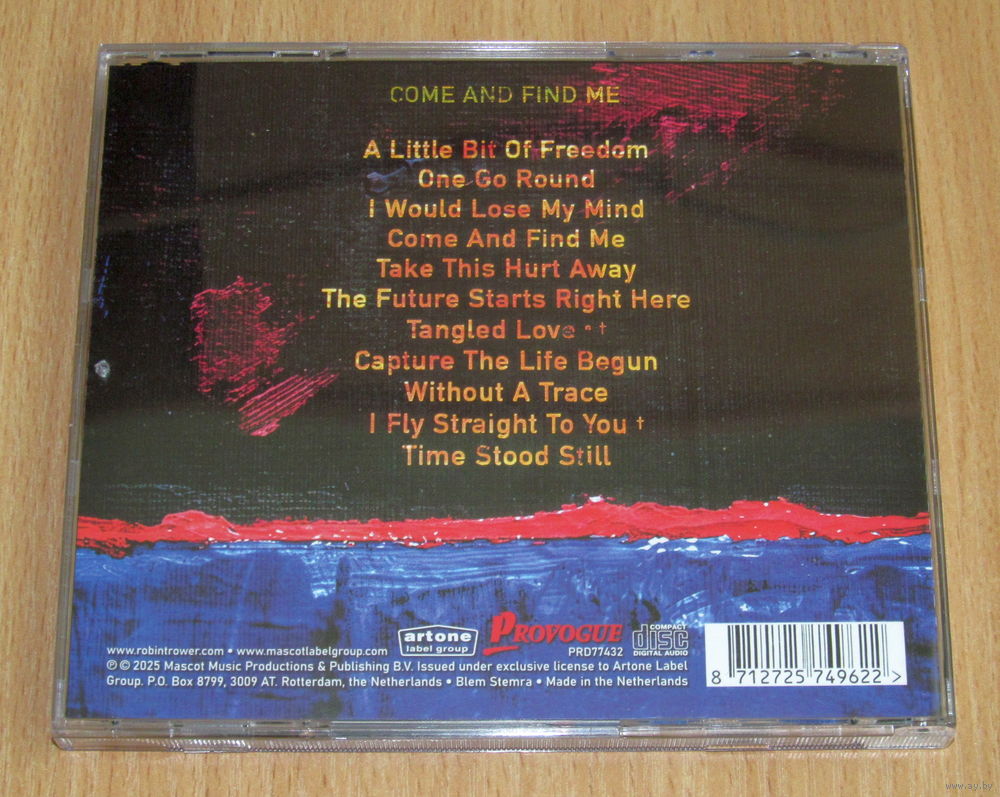 COME AND FIND ME
A Little Bit Of Freedom
One Go Round
I Would Lose My Mind
Come And Find Me
Take This Hurt Away
The Future Starts Right Here
Tangled Love * †
Capture The Life Begun
Without A Trace
I Fly Straight To You †
Time Stood Still
artone
label group
PROVOGUE
PRD77432
COMPACT
disc
DIGITAL AUDIO
www.robintrower.com • www.mascotlabelgroup.com
℗ © 2025 Mascot Music Productions & Publishing B.V. Issued under exclusive license to Artone Label
Group. P.O. Box 8799, 3009 AT. Rotterdam, the Netherlands • Blem Stemra • Made in the Netherlands
8 712725 749622 >
www.ay.by